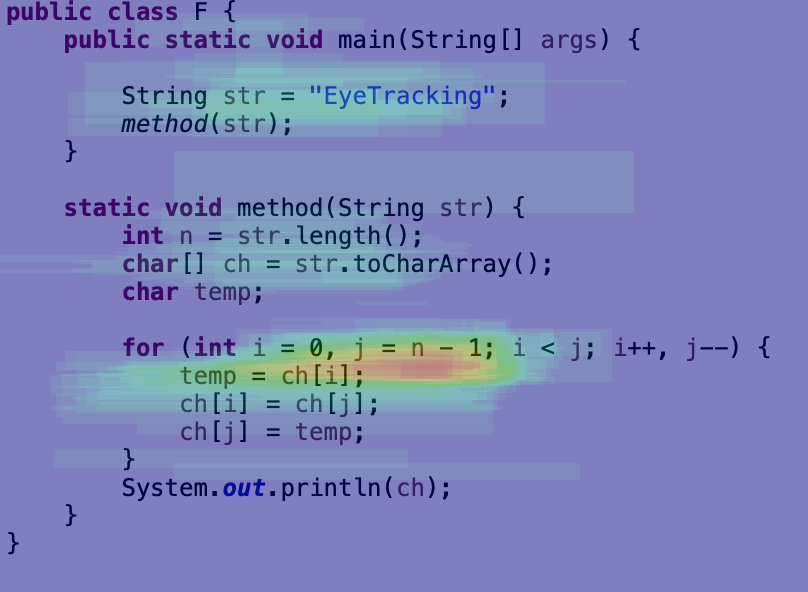 public class F {
    public static void main(String[] args) {
        String str = "EyeTracking";
        method(str);
    }
    static void method(String str) {
        int n = str.length();
        char[] ch = str.toCharArray();
        char temp;
        for (int i = 0, j = n - 1; i < j; i++, j--) {
            temp = ch[i];
            ch[i] = ch[j];
            ch[j] = temp;
        }
        System.out.println(ch);
    }
}